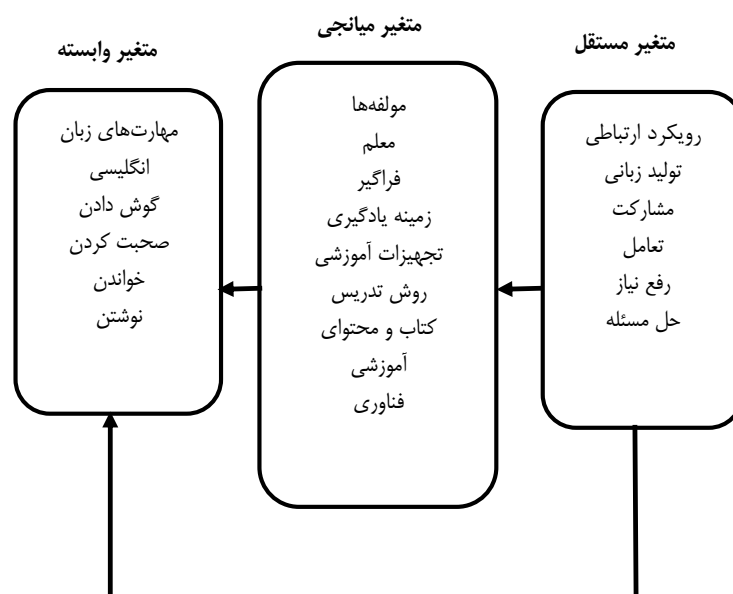 متغیر مستقل
رویکرد ارتباطی
تولید زبانی
مشارکت
تعامل
رفع نیاز
حل مسئله
متغیر میانجی
مولفه‌ها
معلم
فراگیر
زمینه یادگیری
تجهیزات آموزشی
روش تدریس
کتاب و محتوای
آموزشی
فناوری
متغیر وابسته
مهارت‌های زبان
انگلیسی
گوش دادن
صحبت کردن
خواندن
نوشتن